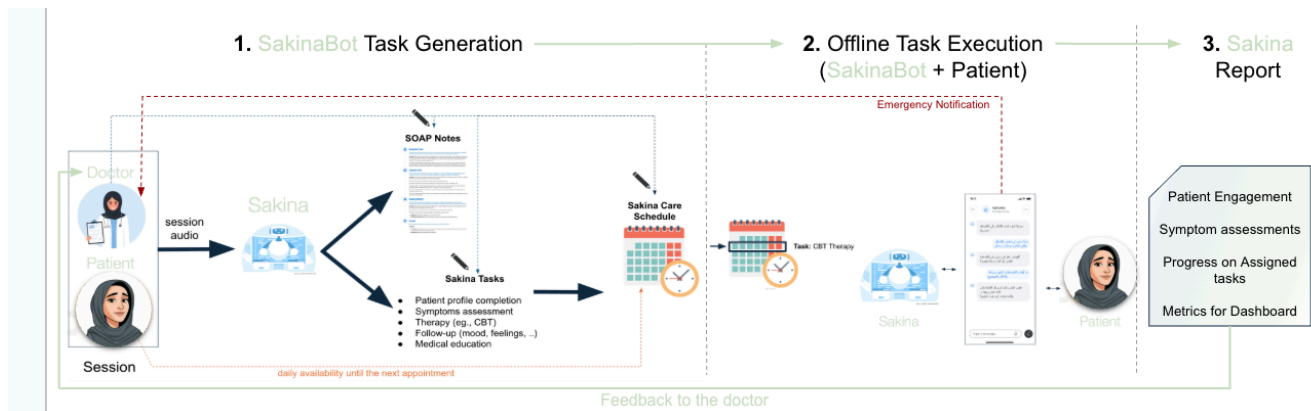 1. SakinaBot Task Generation
2. Offline Task Execution
(SakinaBot + Patient)
3. Sakina
Report
Emergency Notification
SOAP Notes
Doctor
Sakina
session
audio
Patient
Session
Sakina Tasks
● Patient profile completion
● Symptoms assessment
● Therapy (eg., CBT)
● Follow-up (mood, feelings, ..)
● Medical education
daily availability until the next appointment
Sakina Care
Schedule
Task: CBT Therapy
Sakina
Patient
Patient Engagement
Symptom assessments
Progress on Assigned
tasks
Metrics for Dashboard
Feedback to the doctor